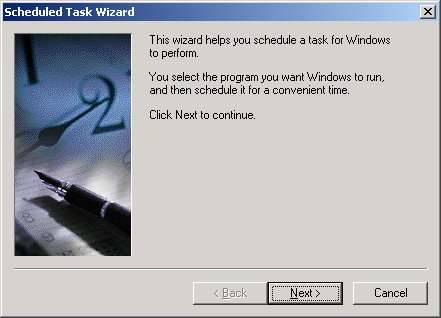 Scheduled Task Wizard
This wizard helps you schedule a task for Windows
to perform.
You select the program you want Windows to run,
and then schedule it for a convenient time.
Click Next to continue.
2
< Back
Next >
Cancel